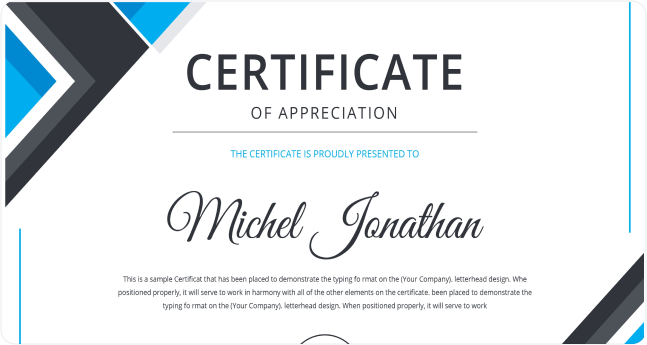 CERTIFICATE
OF APPRECIATION
THE CERTIFICATE IS PROUDLY PRESENTED TO
Michel Jonathan
This is a sample Certificat that has been placed to demonstrate the typing fo rmat on the (Your Company), letterhead design. Whe
positioned properly, it will serve to work in harmony with all of the other elements on the certificate. been placed to demonstrate the
typing fo rmat on the (Your Company), letterhead design. When positioned properly, it will serve to work